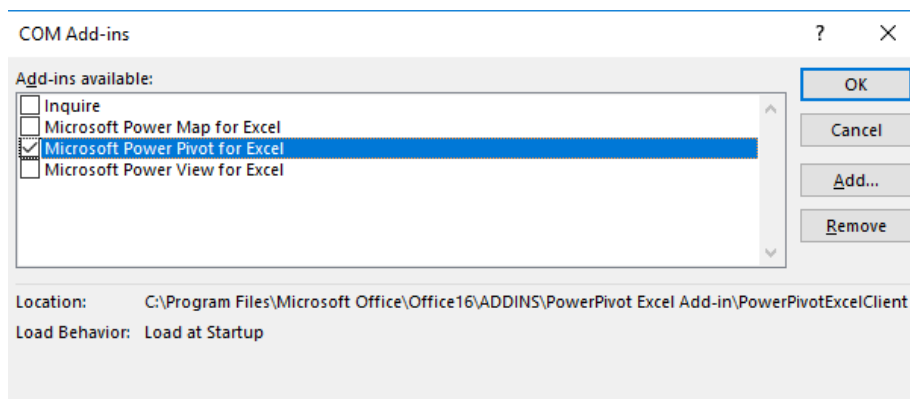 COM Add-ins
Add-ins available:
Inquire
Microsoft Power Map for Excel
Microsoft Power Pivot for Excel
Microsoft Power View for Excel
OK
Cancel
Add...
Remove
Location: C:\Program Files\Microsoft Office\Office16\ADDINS\PowerPivot Excel Add-in\PowerPivotExcelClient
Load Behavior: Load at Startup